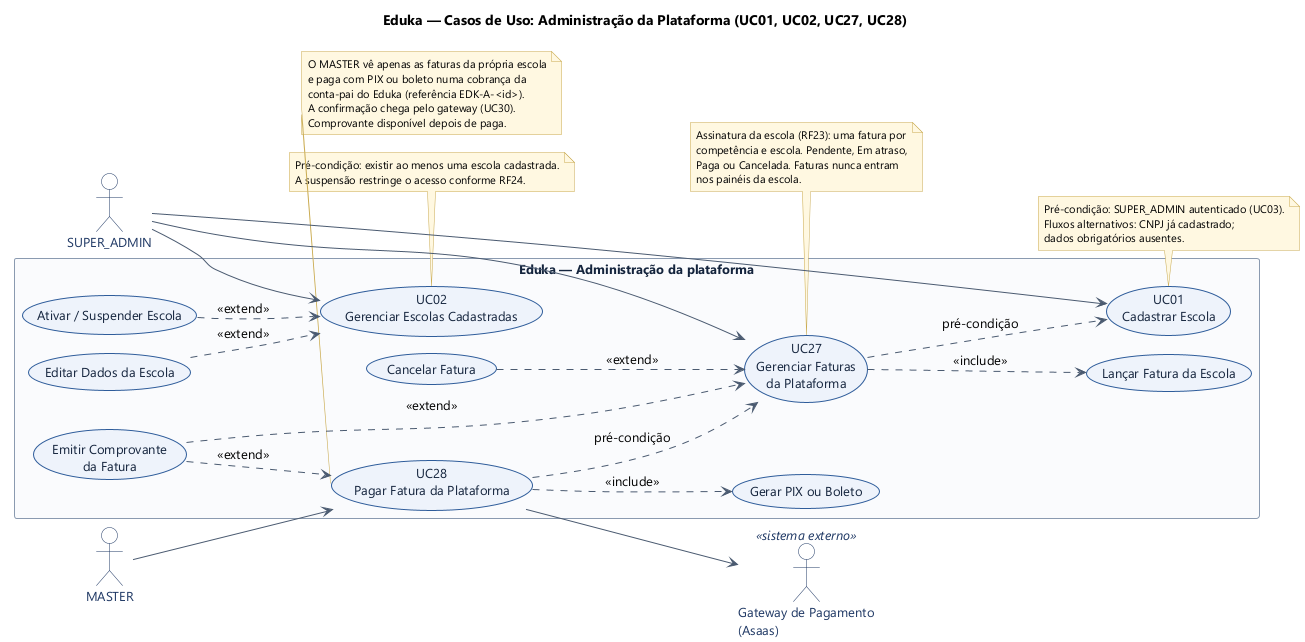 Eduka — Casos de Uso: Administração da Plataforma (UC01, UC02, UC27, UC28)
O MASTER vê apenas as faturas da própria escola
e paga com PIX ou boleto numa cobrança da
conta-pai do Eduka (referência EDK-A-<id>).
A confirmação chega pelo gateway (UC30).
Comprovante disponível depois de paga.
Pré-condição: existir ao menos uma escola cadastrada.
A suspensão restringe o acesso conforme RF24.
Assinatura da escola (RF23): uma fatura por
competência e escola. Pendente, Em atraso,
Paga ou Cancelada. Faturas nunca entram
nos painéis da escola.
Pré-condição: SUPER_ADMIN autenticado (UC03).
Fluxos alternativos: CNPJ já cadastrado;
dados obrigatórios ausentes.
SUPER_ADMIN
Eduka — Administração da plataforma
Ativar / Suspender Escola
«extend»
UC02
Gerenciar Escolas Cadastradas
UC01
Cadastrar Escola
«extend»
Editar Dados da Escola
Cancelar Fatura
«extend»
UC27
Gerenciar Faturas
da Plataforma
pré-condição
«include»
Lançar Fatura da Escola
«extend»
Emitir Comprovante
da Fatura
«extend»
UC28
Pagar Fatura da Plataforma
pré-condição
«include»
Gerar PIX ou Boleto
MASTER
«sistema externo»
Gateway de Pagamento
(Asaas)